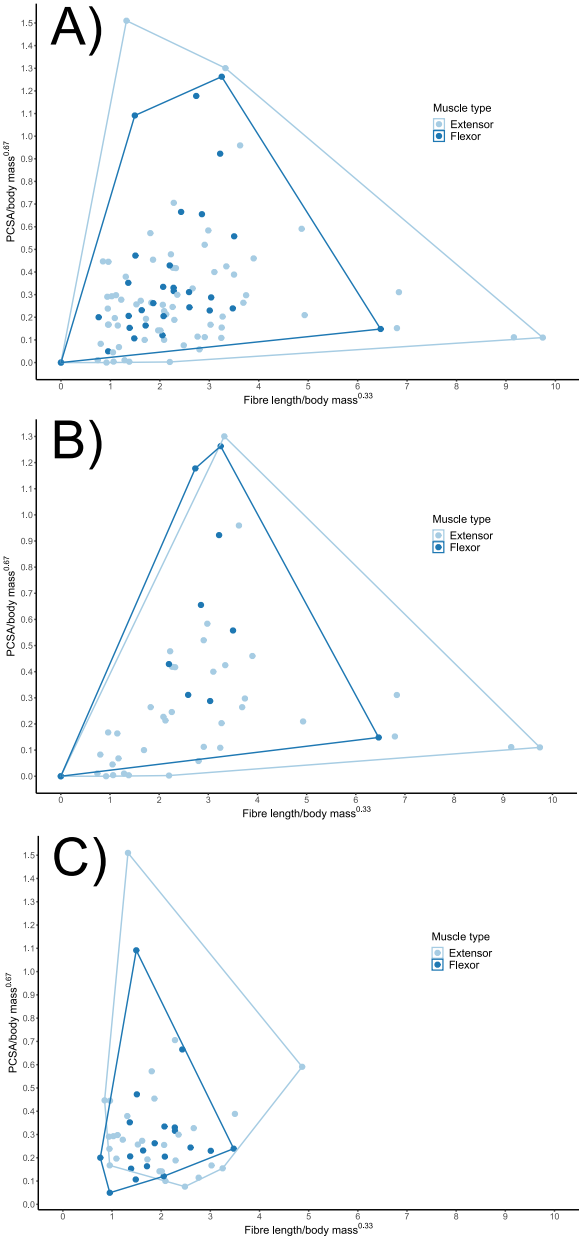 A)
1.5
1.4
1.3
1.2
1.1
1.0
0.9
0.8
0.7
0.6
0.5
0.4
0.3
0.2
0.1
0.0
PCSA/body mass0.67
Muscle type
Extensor
Flexor
0 1 2 3 4 5 6 7 8 9 10
Fibre length/body mass0.33
B)
1.3
1.2
1.1
1.0
0.9
0.8
0.7
0.6
0.5
0.4
0.3
0.2
0.1
0.0
PCSA/body mass0.67
Muscle type
Extensor
Flexor
0 1 2 3 4 5 6 7 8 9 10
Fibre length/body mass0.33
C)
1.5
1.4
1.3
1.2
1.1
1.0
0.9
0.8
0.7
0.6
0.5
0.4
0.3
0.2
0.1
0.0
PCSA/body mass0.67
Muscle type
Extensor
Flexor
0 1 2 3 4 5 6 7 8 9 10
Fibre length/body mass0.33